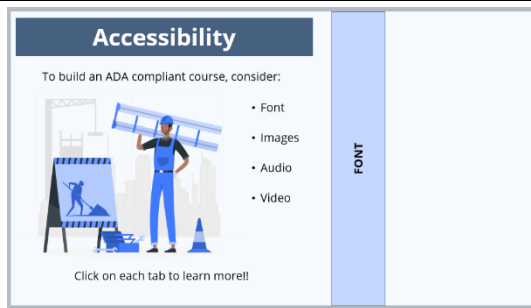 Accessibility
To build an ADA compliant course, consider:
• Font
• Images
• Audio
• Video
Click on each tab to learn more!!
FONT